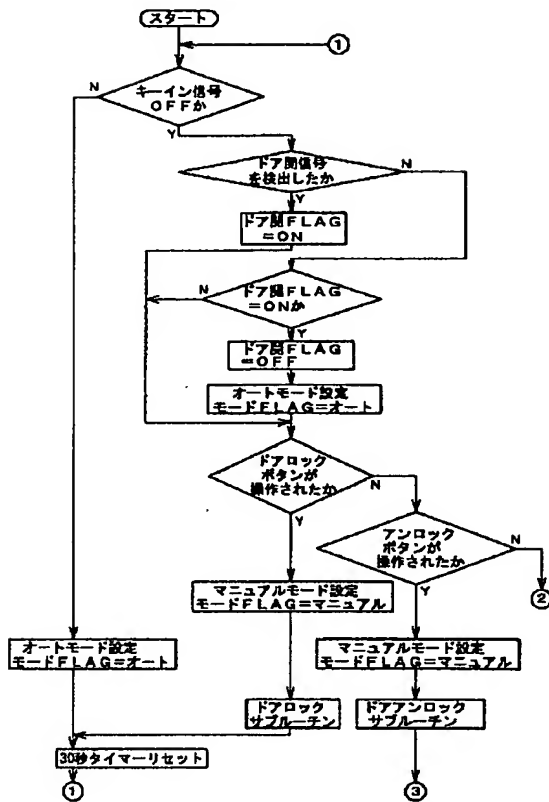 スタート
①
N
キーイン信号
OFFか
Y
ドア開信号
を検出したか
N
Y
ドア開FLAG
=ON
N
ドア開FLAG
=ONか
Y
ドア開FLAG
=OFF
オートモード設定
モードFLAG=オート
ドアロック
ボタンが
操作されたか
N
Y
アンロック
ボタンが
操作されたか
N
②
Y
マニュアルモード設定
モードFLAG=マニュアル
オートモード設定
モードFLAG=オート
マニュアルモード設定
モードFLAG=マニュアル
ドアロック
サブルーチン
ドアアンロック
サブルーチン
30秒タイマーリセット
①
③